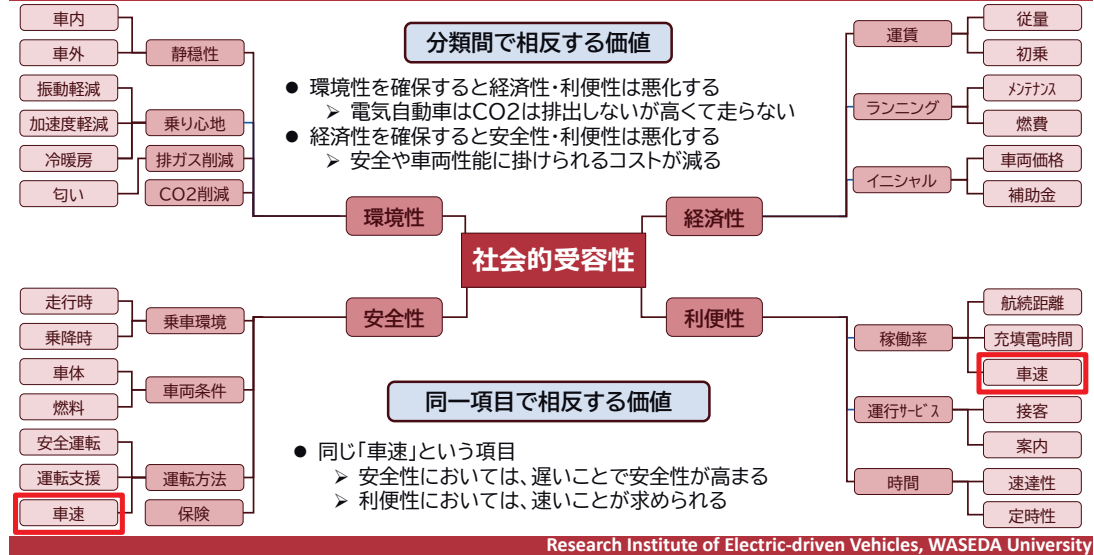 車内
車外
静穏性
振動軽減
加速度軽減
冷暖房
乗り心地
匂い
排ガス削減
CO2削減
環境性
分類間で相反する価値
● 環境性を確保すると経済性・利便性は悪化する
➢ 電気自動車はCO2は排出しないが高くて走らない
● 経済性を確保すると安全性・利便性は悪化する
➢ 安全や車両性能に掛けられるコストが減る
運賃
従量
初乗
ランニング
メンテナンス
燃費
イニシャル
車両価格
補助金
経済性
社会的受容性
走行時
乗降時
乗車環境
車体
燃料
車両条件
安全運転
運転支援
車速
運転方法
保険
安全性
同一項目で相反する価値
● 同じ「車速」という項目
➢ 安全性においては、遅いことで安全性が高まる
➢ 利便性においては、速いことが求められる
利便性
稼働率
航続距離
充填電時間
車速
運行サービス
接客
案内
時間
速達性
定時性
Research Institute of Electric-driven Vehicles, WASEDA University